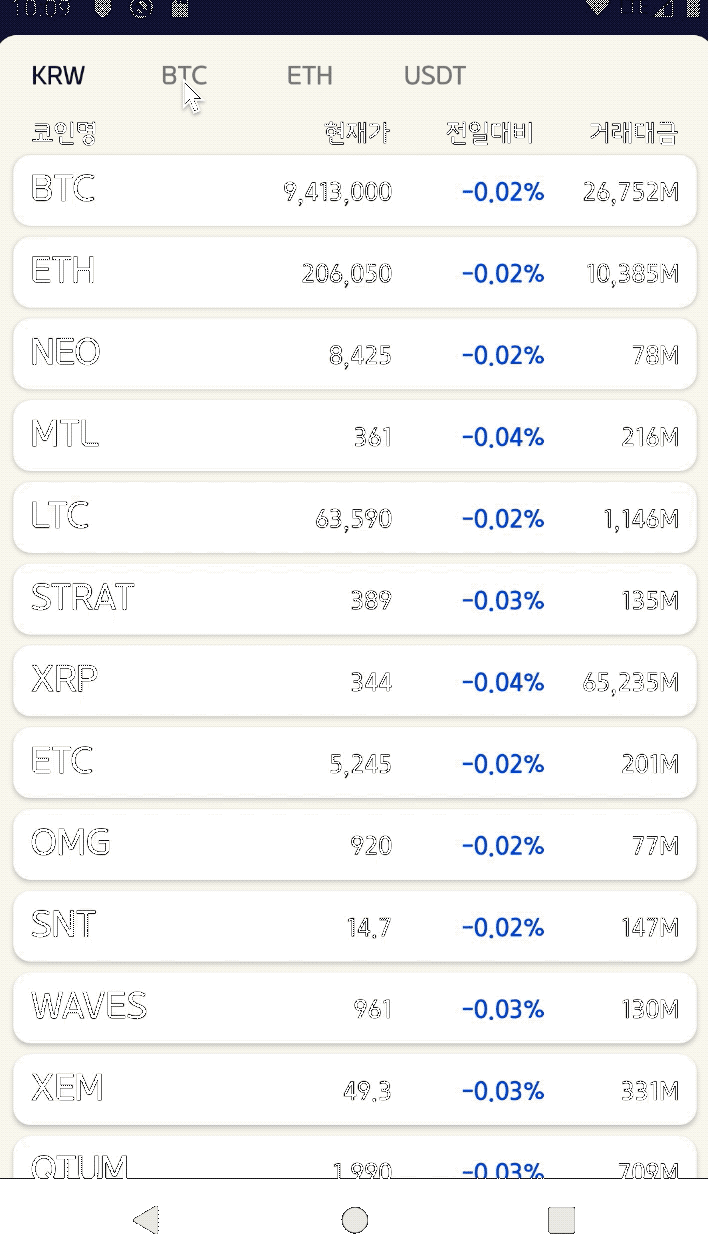 10:09
KRW BTC ETH USDT
코인명 현재가 전일대비 거래대금
BTC 9,413,000 -0.02% 26,752M
ETH 206,050 -0.02% 10,385M
NEO 8,425 -0.02% 78M
MTL 361 -0.04% 216M
LTC 63,590 -0.02% 1,146M
STRAT 389 -0.03% 135M
XRP 344 -0.04% 65,235M
ETC 5,245 -0.02% 201M
OMG 920 -0.02% 77M
SNT 14.7 -0.02% 147M
WAVES 961 -0.03% 130M
XEM 49.3 -0.03% 331M
QTUM 1,990 -0.03% 709M